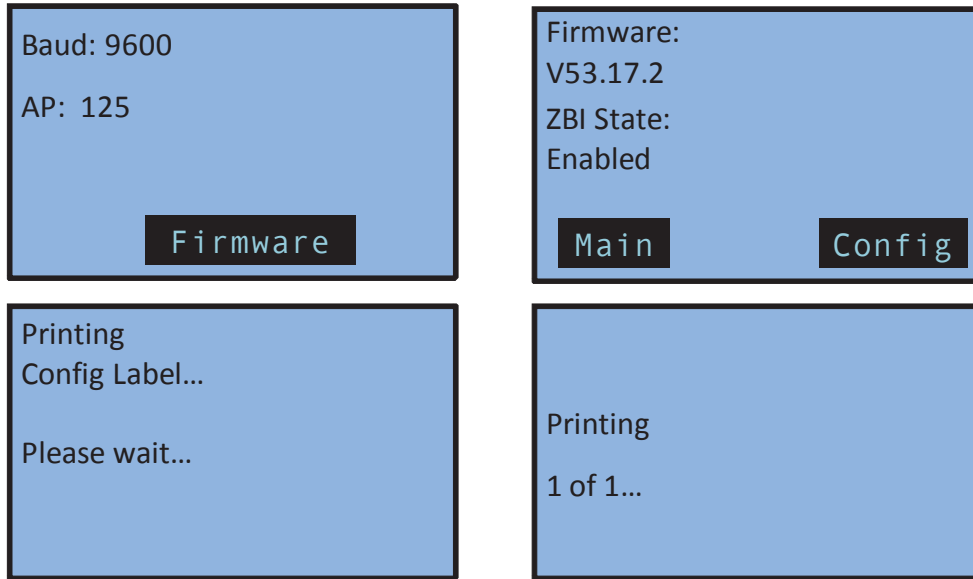 Baud: 9600
AP: 125
Firmware
Firmware:
V53.17.2
ZBI State:
Enabled
Main
Config
Printing
Config Label...
Please wait...
Printing
1 of 1...